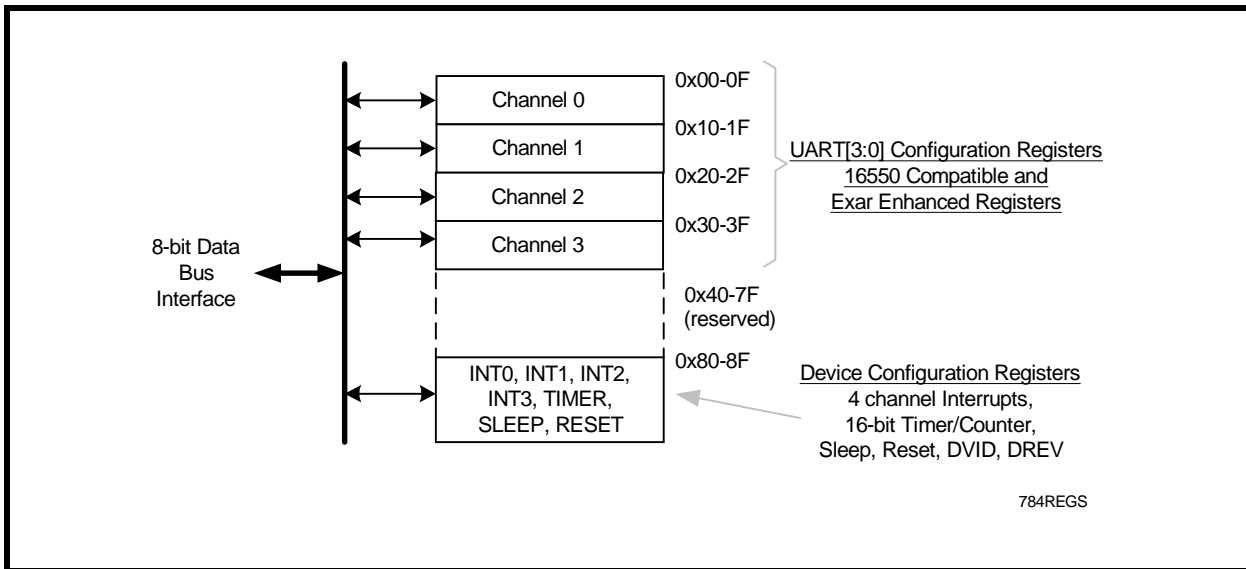 0x00-0F
Channel 0
0x10-1F
Channel 1
0x20-2F
Channel 2
0x30-3F
Channel 3
UART[3:0] Configuration Registers
16550 Compatible and
Exar Enhanced Registers
8-bit Data
Bus
Interface
0x40-7F
(reserved)
0x80-8F
INT0, INT1, INT2,
INT3, TIMER,
SLEEP, RESET
Device Configuration Registers
4 channel Interrupts,
16-bit Timer/Counter,
Sleep, Reset, DVID, DREV
784REGS